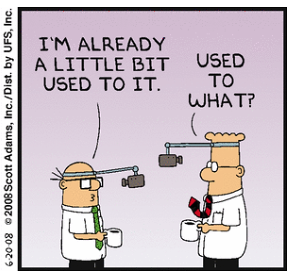 I'M ALREADY
A LITTLE BIT
USED TO IT.
USED
TO
WHAT?
6-20-08 ©2008 Scott Adams, Inc./Dist. by UFS, Inc.